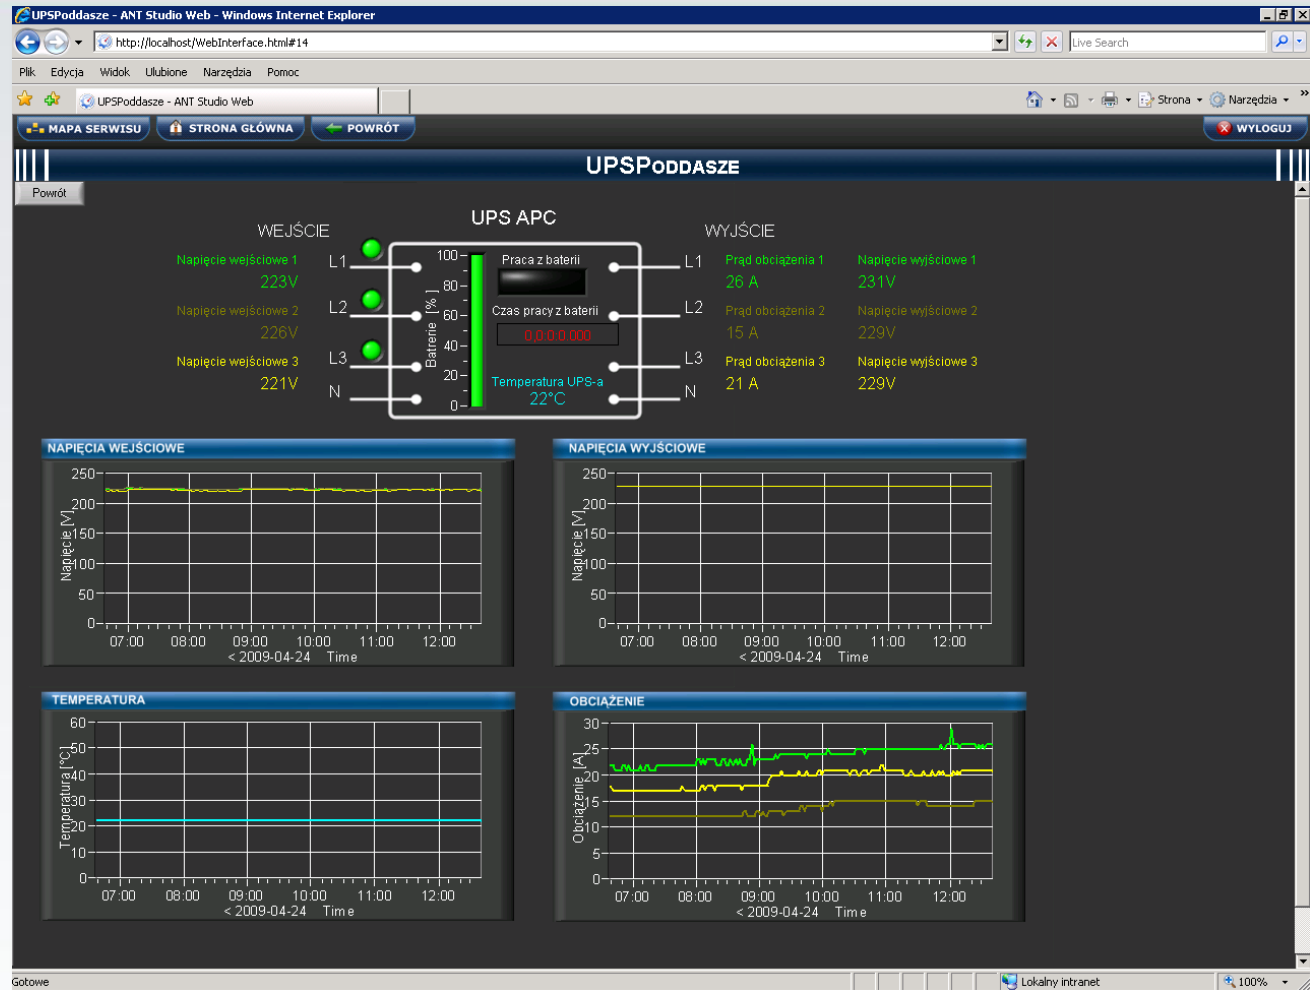 UPSPoddasze - ANT Studio Web - Windows Internet Explorer
http://localhost/WebInterface.html#14
Live Search
Plik Edycja Widok Ulubione Narzędzia Pomoc
UPSPoddasze - ANT Studio Web
Strona
Narzędzia
MAPA SERWISU
STRONA GŁÓWNA
POWRÓT
WYLOGUJ
UPSPODDASZE
Powrót
UPS APC
WEJŚCIE
WYJŚCIE
Napięcie wejściowe 1
223V
Napięcie wejściowe 2
226V
Napięcie wejściowe 3
221V
L1
L2
L3
N
Batrerie [%]
100
80
60
40
20
0
Praca z baterii
Czas pracy z baterii
0,0:0:0.000
Temperatura UPS-a
22°C
L1
L2
L3
N
Prąd obciążenia 1
26 A
Prąd obciążenia 2
15 A
Prąd obciążenia 3
21 A
Napięcie wyjściowe 1
231V
Napięcie wyjściowe 2
229V
Napięcie wyjściowe 3
229V
NAPIĘCIA WEJŚCIOWE
Napięcie [V]
250
200
150
100
50
0
07:00 08:00 09:00 10:00 11:00 12:00
< 2009-04-24 Time
NAPIĘCIA WYJŚCIOWE
Napięcie [V]
250
200
150
100
50
0
07:00 08:00 09:00 10:00 11:00 12:00
< 2009-04-24 Time
TEMPERATURA
Temperatura [°C]
60
50
40
30
20
10
0
07:00 08:00 09:00 10:00 11:00 12:00
< 2009-04-24 Time
OBCIĄŻENIE
Obciążenie [A]
30
25
20
15
10
5
0
07:00 08:00 09:00 10:00 11:00 12:00
< 2009-04-24 Time
Gotowe
Lokalny intranet
100%